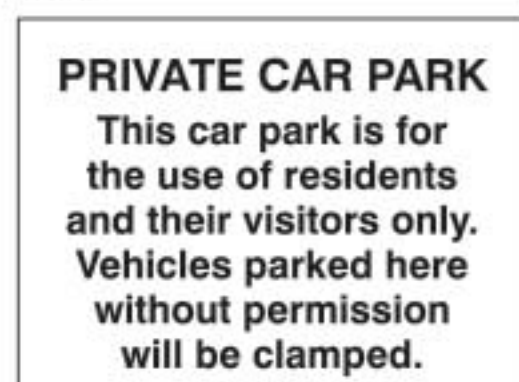 PRIVATE CAR PARK
This car park is for
the use of residents
and their visitors only.
Vehicles parked here
without permission
will be clamped.